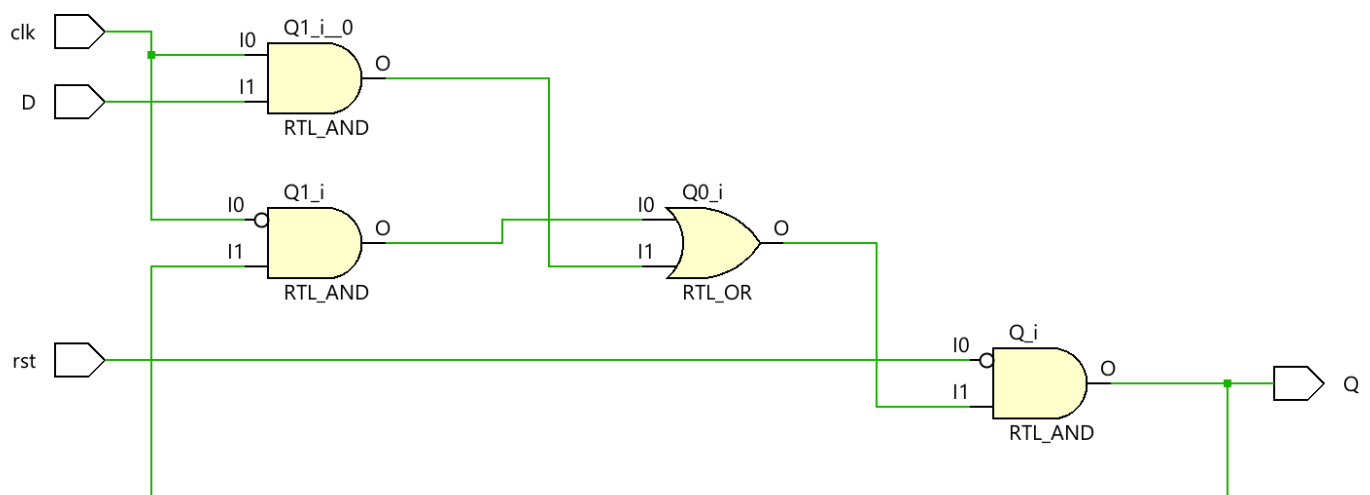 clk
Q1_i__0
I0
O
D
I1
RTL_AND
Q1_i
I0
O
I1
RTL_AND
Q0_i
I0
O
I1
RTL_OR
rst
Q_i
I0
O
Q
I1
RTL_AND